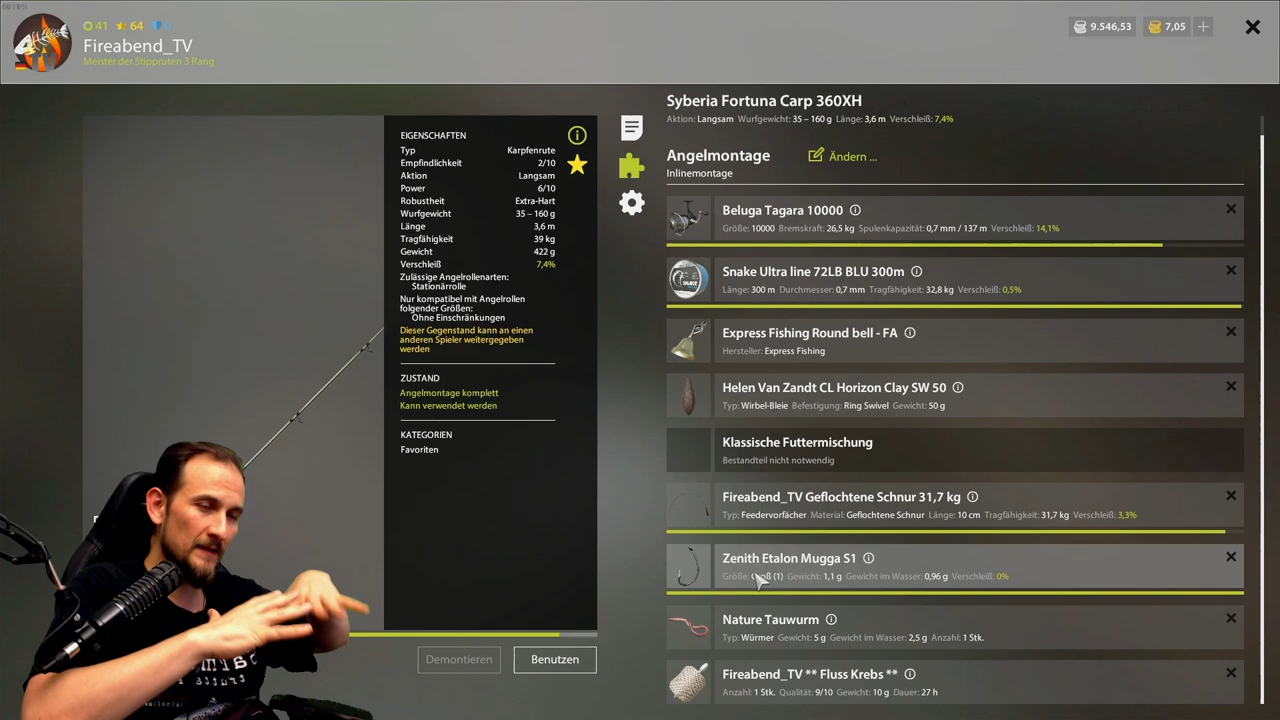 41 64
Fireabend_TV
Meister der Stippruten 3 Rang
9.546,53 7,05 +
EIGENSCHAFTEN
Typ Karpfenrute
Empfindlichkeit 2/10
Aktion Langsam
Power 6/10
Robustheit Extra-Hart
Wurfgewicht 35 – 160 g
Länge 3,6 m
Tragfähigkeit 39 kg
Gewicht 422 g
Verschleiß 7,4%
Zulässige Angelrollenarten:
Stationärrolle
Nur kompatibel mit Angelrollen
folgender Größen:
Ohne Einschränkungen
Dieser Gegenstand kann an einen
anderen Spieler weitergegeben
werden
ZUSTAND
Angelmontage komplett
Kann verwendet werden
KATEGORIEN
Favoriten
Demontieren Benutzen
Syberia Fortuna Carp 360XH
Aktion: Langsam Wurfgewicht: 35 – 160 g Länge: 3,6 m Verschleiß: 7,4%
Angelmontage Ändern ...
Inlinemontage
Beluga Tagara 10000
Größe: 10000 Bremskraft: 26,5 kg Spulenkapazität: 0,7 mm / 137 m Verschleiß: 14,1%
Snake Ultra line 72LB BLU 300m
Länge: 300 m Durchmesser: 0,7 mm Tragfähigkeit: 32,8 kg Verschleiß: 0,5%
Express Fishing Round bell - FA
Hersteller: Express Fishing
Helen Van Zandt CL Horizon Clay SW 50
Typ: Wirbel-Bleie Befestigung: Ring Swivel Gewicht: 50 g
Klassische Futtermischung
Bestandteil nicht notwendig
Fireabend_TV Geflochtene Schnur 31,7 kg
Typ: Feedervorfächer Material: Geflochtene Schnur Länge: 10 cm Tragfähigkeit: 31,7 kg Verschleiß: 3,3%
Zenith Etalon Mugga S1
Größe: (1) Gewicht: 1,1 g Gewicht im Wasser: 0,96 g Verschleiß: 0%
Nature Tauwurm
Typ: Würmer Gewicht: 5 g Gewicht im Wasser: 2,5 g Anzahl: 1 Stk.
Fireabend_TV ** Fluss Krebs **
Anzahl: 1 Stk. Qualität: 9/10 Gewicht: 10 g Dauer: 27 h